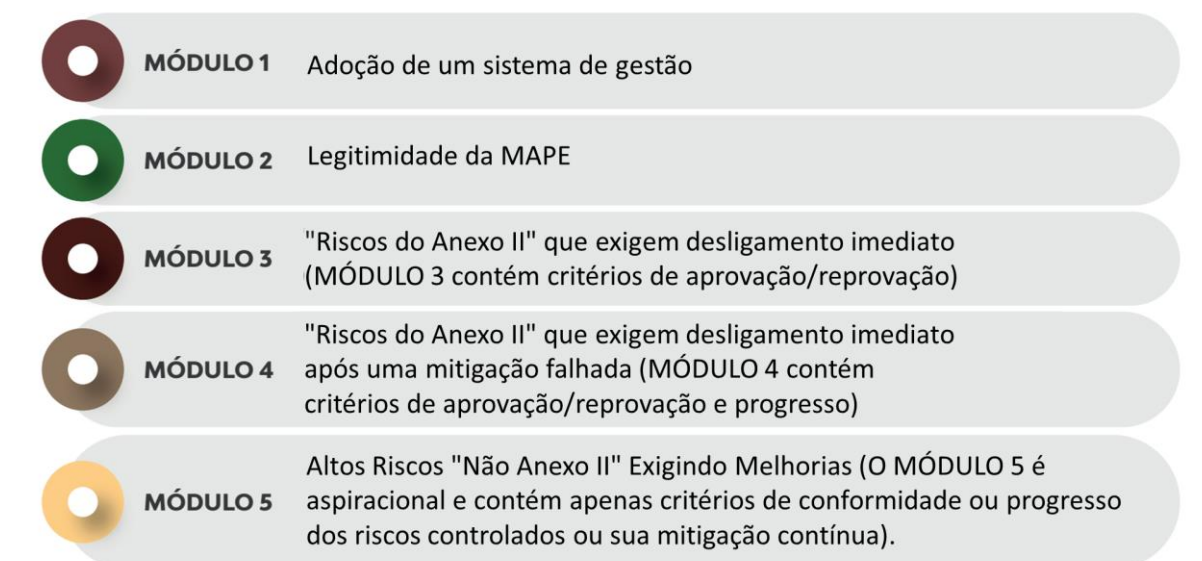 MÓDULO 1 Adoção de um sistema de gestão
MÓDULO 2 Legitimidade da MAPE
MÓDULO 3 "Riscos do Anexo II" que exigem desligamento imediato
(MÓDULO 3 contém critérios de aprovação/reprovação)
MÓDULO 4 "Riscos do Anexo II" que exigem desligamento imediato
após uma mitigação falhada (MÓDULO 4 contém
critérios de aprovação/reprovação e progresso)
MÓDULO 5 Altos Riscos "Não Anexo II" Exigindo Melhorias (O MÓDULO 5 é
aspiracional e contém apenas critérios de conformidade ou progresso
dos riscos controlados ou sua mitigação contínua).